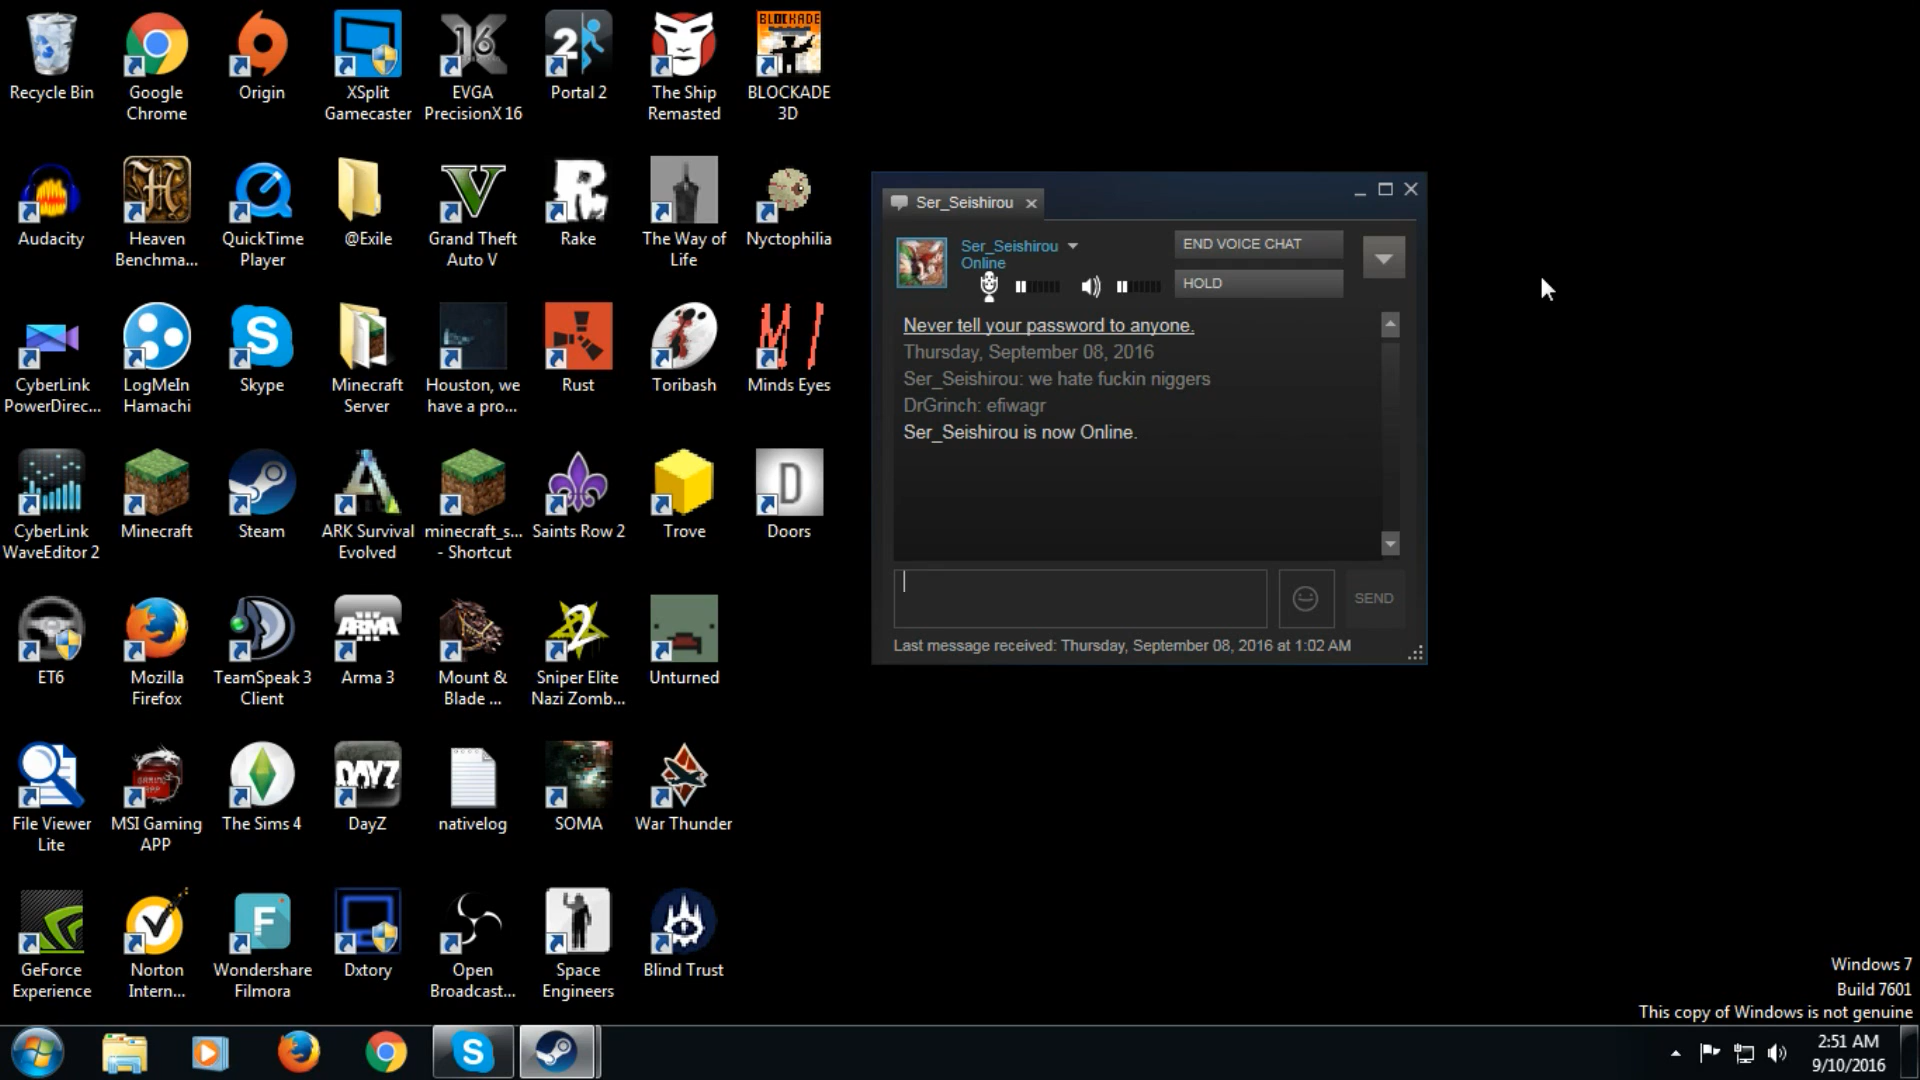 Recycle Bin
Google
Chrome
Origin
XSplit
Gamecaster
EVGA
PrecisionX 16
Portal 2
The Ship
Remasted
BLOCKADE
3D
Audacity
Heaven
Benchma...
QuickTime
Player
@Exile
Grand Theft
Auto V
Rake
The Way of
Life
Nyctophilia
CyberLink
PowerDirec...
LogMeIn
Hamachi
Skype
Minecraft
Server
Houston, we
have a pro...
Rust
Toribash
Minds Eyes
CyberLink
WaveEditor 2
Minecraft
Steam
ARK Survival
Evolved
minecraft_s...
- Shortcut
Saints Row 2
Trove
Doors
ET6
Mozilla
Firefox
TeamSpeak 3
Client
Arma 3
Mount &
Blade ...
Sniper Elite
Nazi Zomb...
Unturned
File Viewer
Lite
MSI Gaming
APP
The Sims 4
DayZ
nativelog
SOMA
War Thunder
GeForce
Experience
Norton
Intern...
Wondershare
Filmora
Dxtory
Open
Broadcast...
Space
Engineers
Blind Trust
Ser_Seishirou
Ser_Seishirou
Online
END VOICE CHAT
HOLD
Never tell your password to anyone.
Thursday, September 08, 2016
Ser_Seishirou: we hate fuckin niggers
DrGrinch: efiwagr
Ser_Seishirou is now Online.
SEND
Last message received: Thursday, September 08, 2016 at 1:02 AM
Windows 7
Build 7601
This copy of Windows is not genuine
2:51 AM
9/10/2016